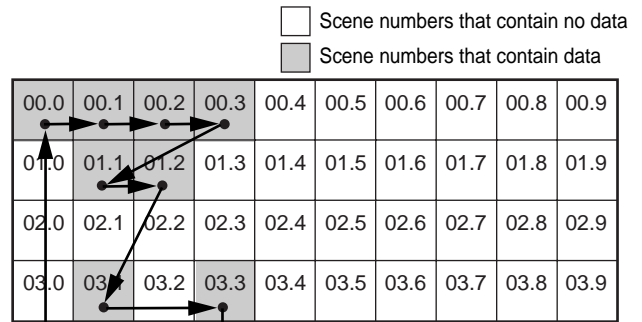 Scene numbers that contain no data
Scene numbers that contain data
00.0 00.1 00.2 00.3 00.4 00.5 00.6 00.7 00.8 00.9
01.0 01.1 01.2 01.3 01.4 01.5 01.6 01.7 01.8 01.9
02.0 02.1 02.2 02.3 02.4 02.5 02.6 02.7 02.8 02.9
03.0 03.1 03.2 03.3 03.4 03.5 03.6 03.7 03.8 03.9